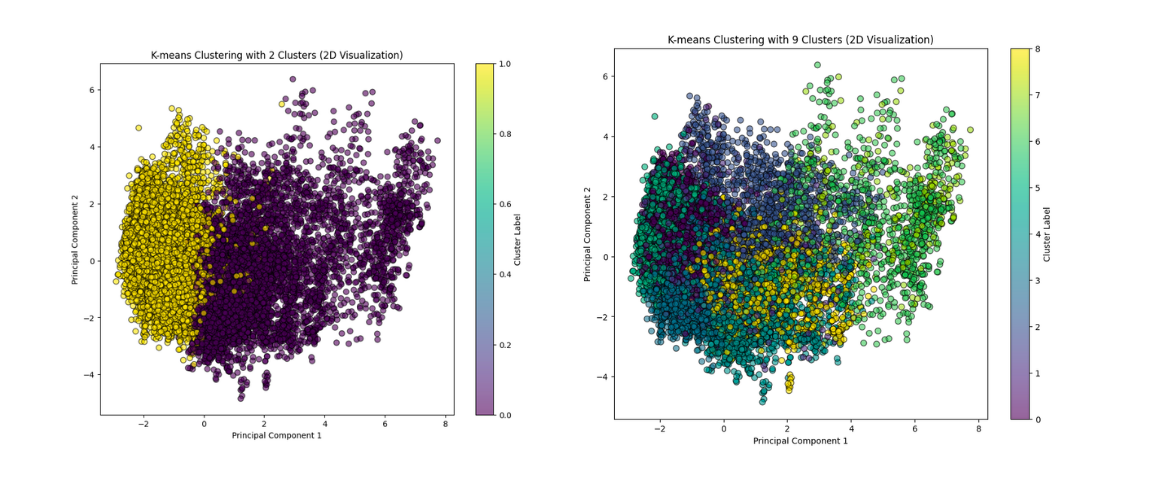 K-means Clustering with 2 Clusters (2D Visualization)
6
4
2
0
−2
−4
Principal Component 2
−2 0 2 4 6 8
Principal Component 1
1.0
0.8
0.6
0.4
0.2
0.0
Cluster Label
K-means Clustering with 9 Clusters (2D Visualization)
6
4
2
0
−2
−4
Principal Component 2
−2 0 2 4 6 8
Principal Component 1
8
7
6
5
4
3
2
1
0
Cluster Label